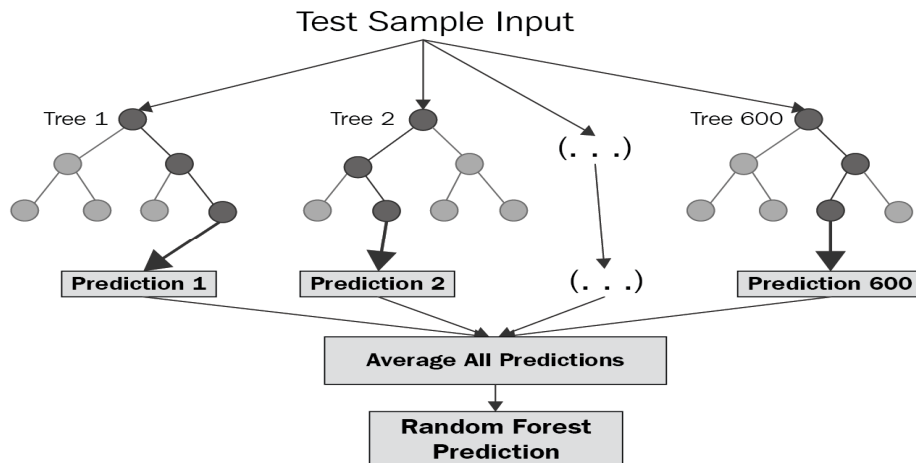 Test Sample Input
Tree 1
Tree 2
Tree 600
(. . .)
Prediction 1
Prediction 2
(. . .)
Prediction 600
Average All Predictions
Random Forest
Prediction